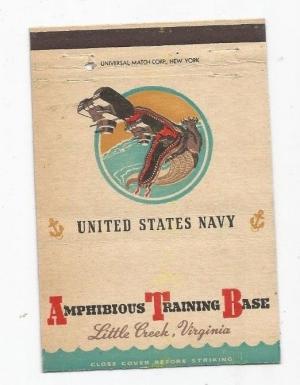 UNIVERSAL MATCH CORP., NEW YORK
UNITED STATES NAVY
AMPHIBIOUS TRAINING BASE
Little Creek, Virginia
CLOSE COVER BEFORE STRIKING